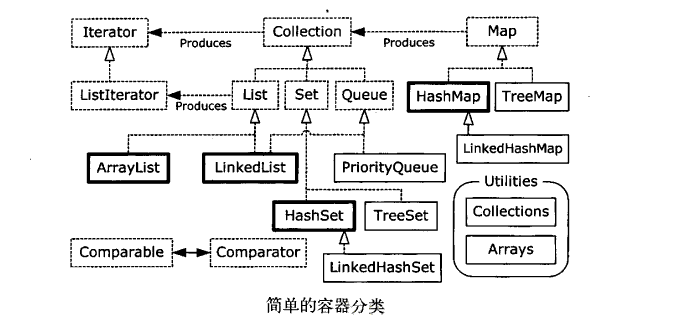 Iterator
Produces
Collection
Produces
Map
ListIterator
Produces
List
Set
Queue
HashMap
TreeMap
ArrayList
LinkedList
PriorityQueue
LinkedHashMap
Utilities
HashSet
TreeSet
Collections
Comparable
Comparator
Arrays
LinkedHashSet
简单的容器分类